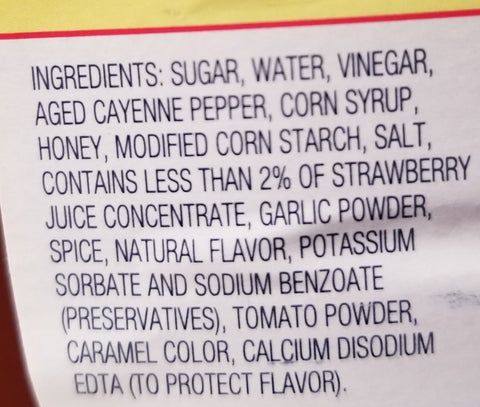 INGREDIENTS: SUGAR, WATER, VINEGAR,
AGED CAYENNE PEPPER, CORN SYRUP,
HONEY, MODIFIED CORN STARCH, SALT,
CONTAINS LESS THAN 2% OF STRAWBERRY
JUICE CONCENTRATE, GARLIC POWDER,
SPICE, NATURAL FLAVOR, POTASSIUM
SORBATE AND SODIUM BENZOATE
(PRESERVATIVES), TOMATO POWDER,
CARAMEL COLOR, CALCIUM DISODIUM
EDTA (TO PROTECT FLAVOR).